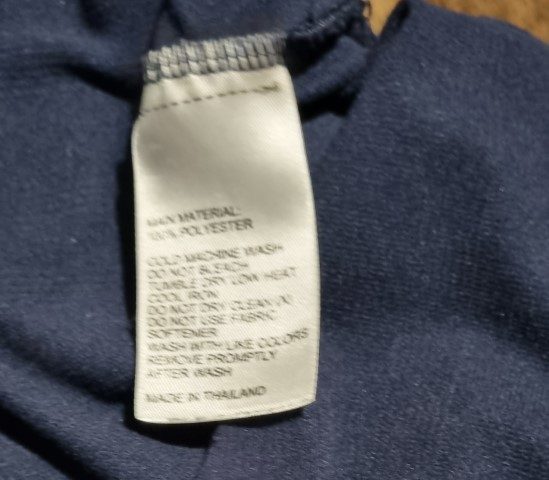 MAIN MATERIAL:
100% POLYESTER
COLD MACHINE WASH
DO NOT BLEACH
TUMBLE DRY LOW HEAT
COOL IRON
DO NOT DRY CLEAN (X)
DO NOT USE FABRIC
SOFTENER
WASH WITH LIKE COLORS
REMOVE PROMPTLY
AFTER WASH
MADE IN THAILAND